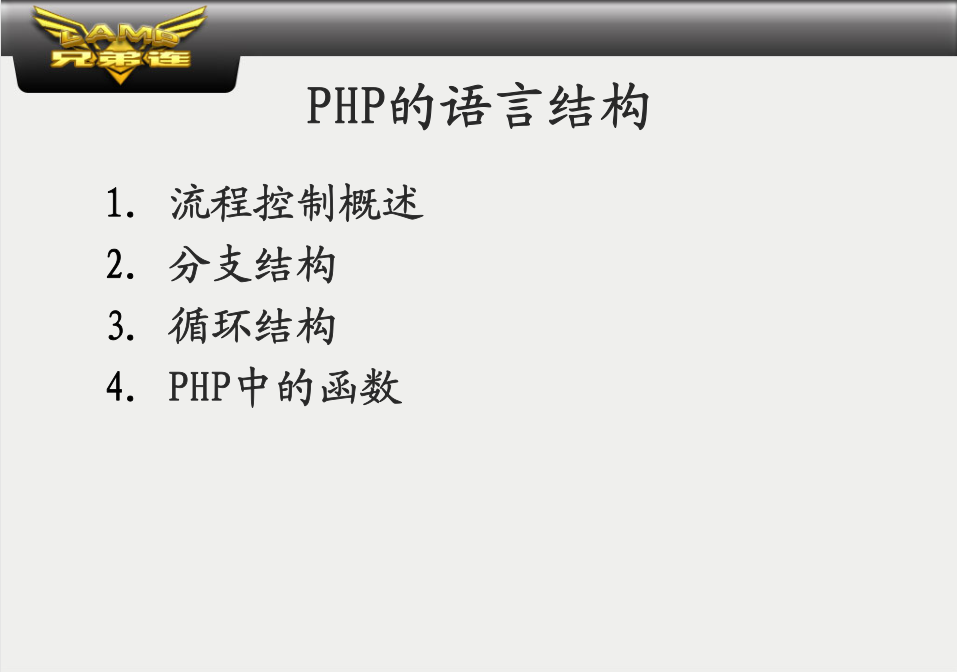 LAMP
兄弟连
PHP的语言结构
1. 流程控制概述
2. 分支结构
3. 循环结构
4. PHP中的函数